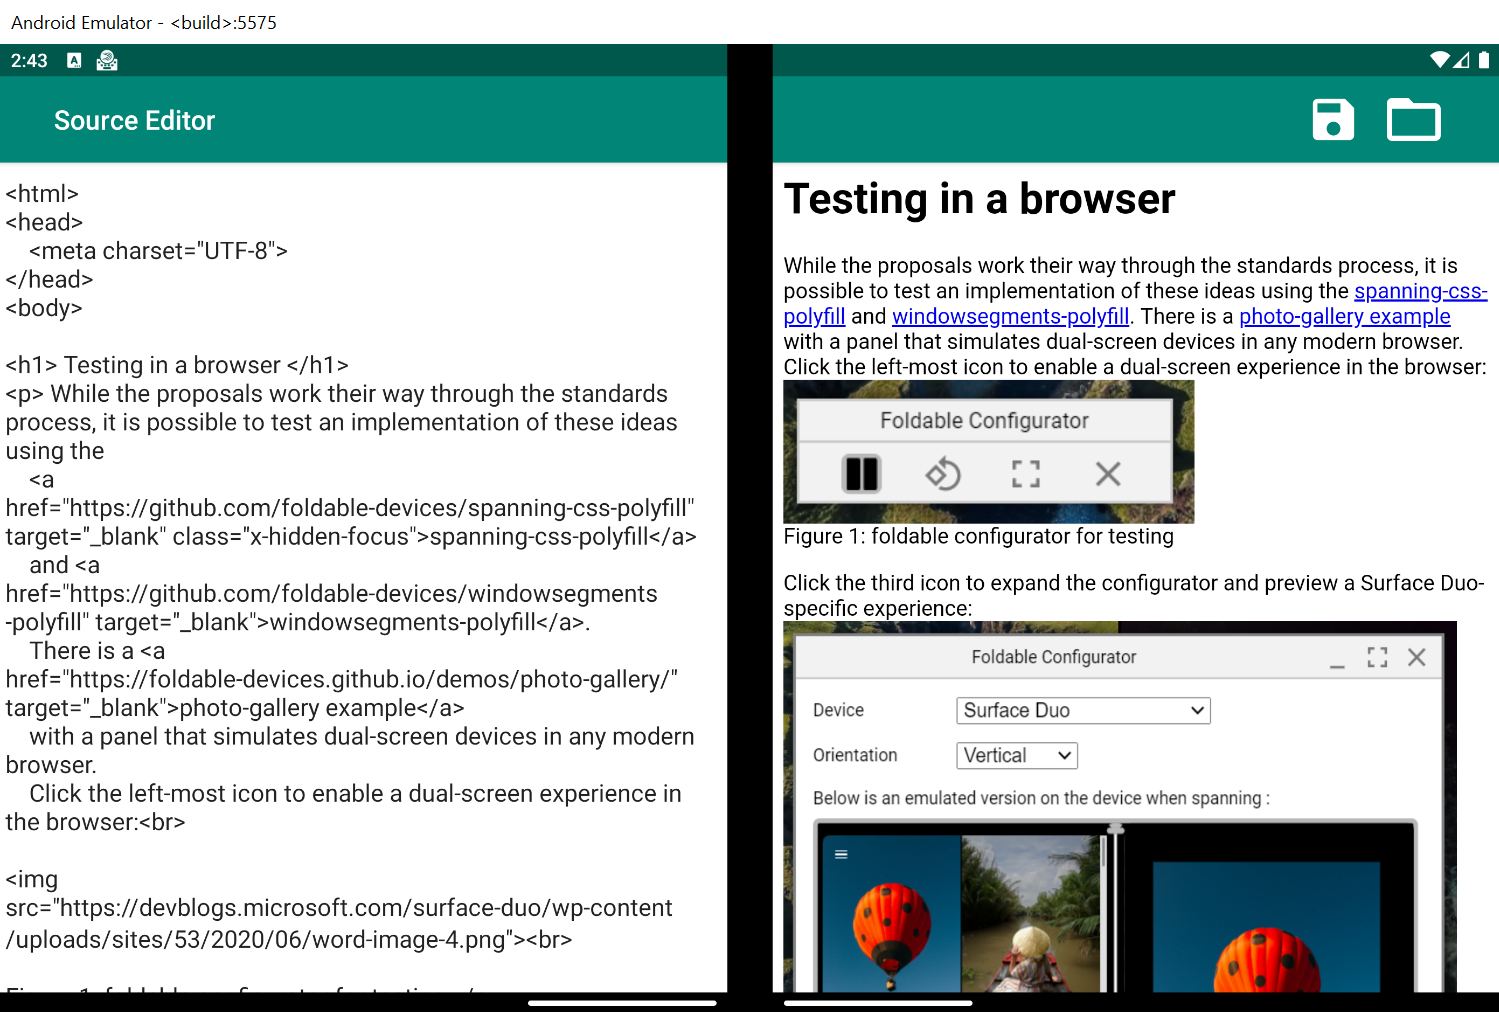 Android Emulator - <build>:5575
2:43
Source Editor
<html>
<head>
<meta charset="UTF-8">
</head>
<body>
<h1> Testing in a browser </h1>
<p> While the proposals work their way through the standards
process, it is possible to test an implementation of these ideas
using the
<a
href="https://github.com/foldable-devices/spanning-css-polyfill"
target="_blank" class="x-hidden-focus">spanning-css-polyfill</a>
and <a
href="https://github.com/foldable-devices/windowsegments
-polyfill" target="_blank">windowsegments-polyfill</a>.
There is a <a
href="https://foldable-devices.github.io/demos/photo-gallery/"
target="_blank">photo-gallery example</a>
with a panel that simulates dual-screen devices in any modern
browser.
Click the left-most icon to enable a dual-screen experience in
the browser:<br>
<img
src="https://devblogs.microsoft.com/surface-duo/wp-content
/uploads/sites/53/2020/06/word-image-4.png"><br>
Testing in a browser
While the proposals work their way through the standards process, it is
possible to test an implementation of these ideas using the spanning-css-
polyfill and windowsegments-polyfill. There is a photo-gallery example
with a panel that simulates dual-screen devices in any modern browser.
Click the left-most icon to enable a dual-screen experience in the browser:
Foldable Configurator
Figure 1: foldable configurator for testing
Click the third icon to expand the configurator and preview a Surface Duo-
specific experience:
Foldable Configurator
Device Surface Duo
Orientation Vertical
Below is an emulated version on the device when spanning :